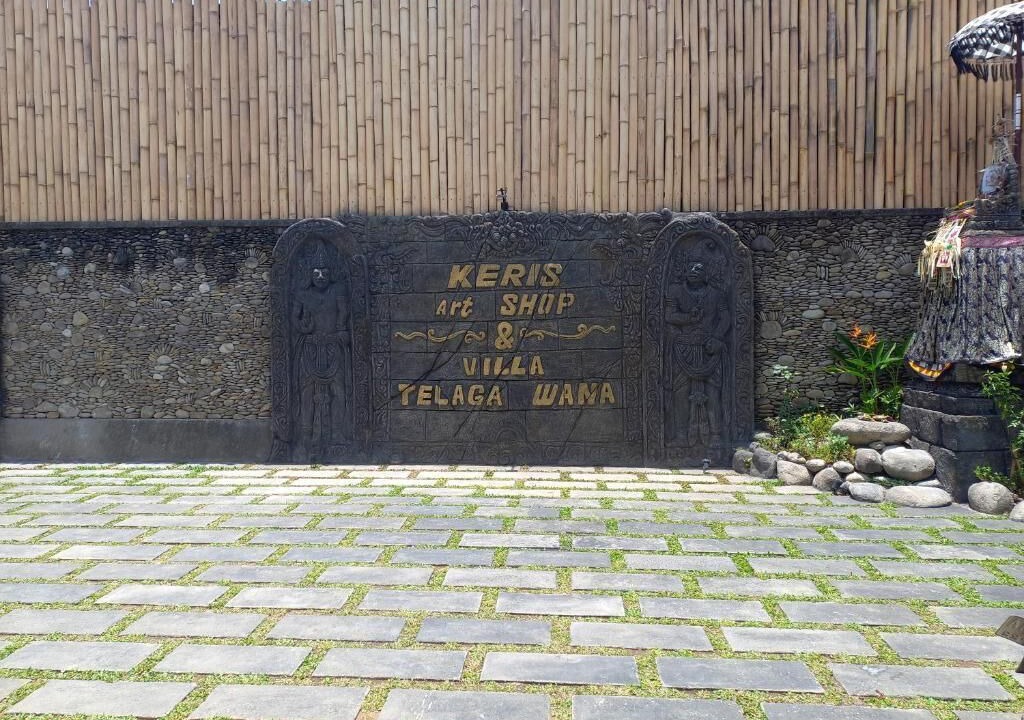 KERIS
Art SHOP
&
VILLA
TELAGA WANA